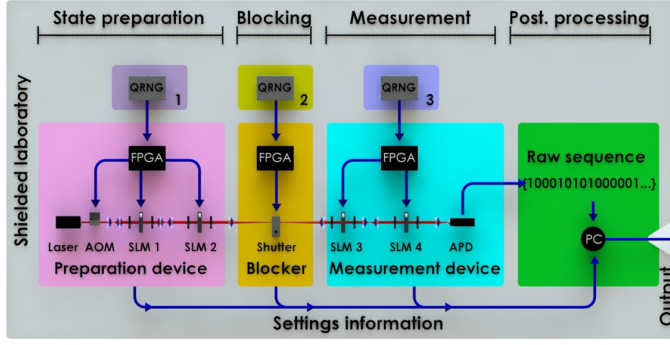 State preparation
Blocking
Measurement
Post. processing
Shielded laboratory
QRNG
1
QRNG
2
QRNG
3
FPGA
FPGA
FPGA
Raw sequence
{100010101000001...}
Laser
AOM
SLM 1
SLM 2
Shutter
SLM 3
SLM 4
APD
PC
Preparation device
Blocker
Measurement device
Settings information
Output